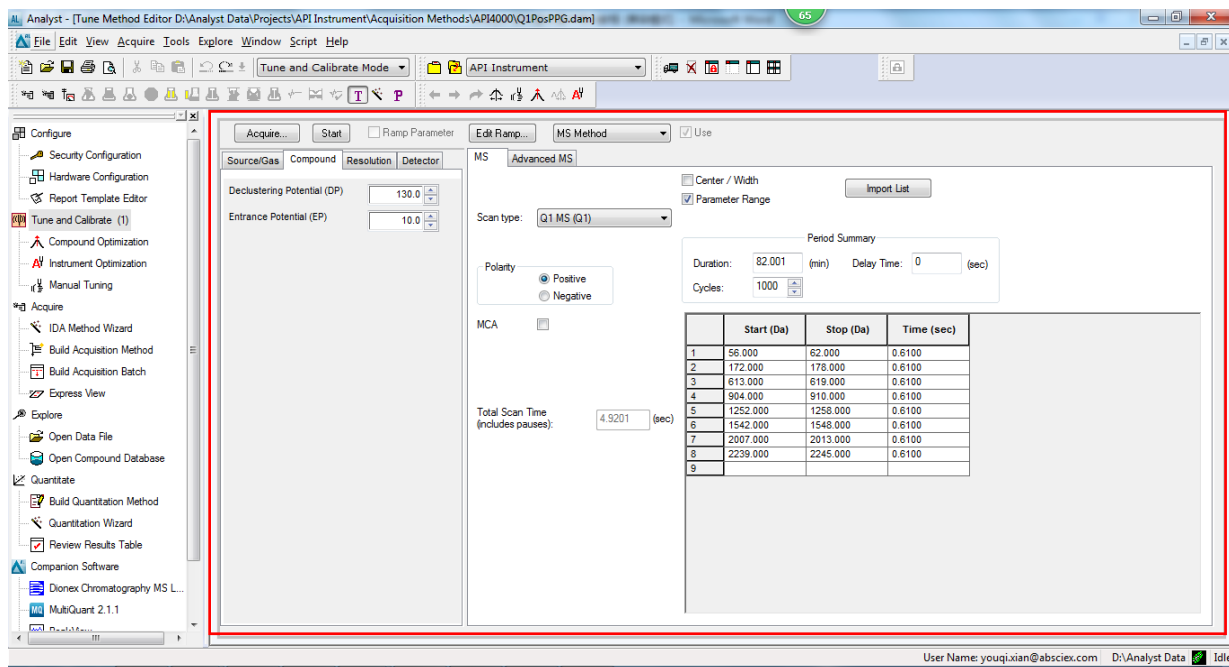 Analyst - [Tune Method Editor D:\Analyst Data\Projects\API Instrument\Acquisition Methods\API4000\Q1PosPPG.dam]
65
File Edit View Acquire Tools Explore Window Script Help
Tune and Calibrate Mode API Instrument
T P
Configure
Security Configuration
Hardware Configuration
Report Template Editor
Tune and Calibrate (1)
Compound Optimization
Instrument Optimization
Manual Tuning
Acquire
IDA Method Wizard
Build Acquisition Method
Build Acquisition Batch
Express View
Explore
Open Data File
Open Compound Database
Quantitate
Build Quantitation Method
Quantitation Wizard
Review Results Table
Companion Software
Dionex Chromatography MS L...
MultiQuant 2.1.1
Acquire... Start Ramp Parameter Edit Ramp... MS Method Use
Source/Gas Compound Resolution Detector
Declustering Potential (DP) 130.0
Entrance Potential (EP) 10.0
MS Advanced MS
Center / Width
Parameter Range
Import List
Scan type: Q1 MS (Q1)
Polarity
Positive
Negative
MCA
Total Scan Time
(includes pauses): 4.9201 (sec)
Period Summary
Duration: 82.001 (min) Delay Time: 0 (sec)
Cycles: 1000
Start (Da) Stop (Da) Time (sec)
1 56.000 62.000 0.6100
2 172.000 178.000 0.6100
3 613.000 619.000 0.6100
4 904.000 910.000 0.6100
5 1252.000 1258.000 0.6100
6 1542.000 1548.000 0.6100
7 2007.000 2013.000 0.6100
8 2239.000 2245.000 0.6100
9
User Name: youqi.xian@absciex.com D:\Analyst Data Idle